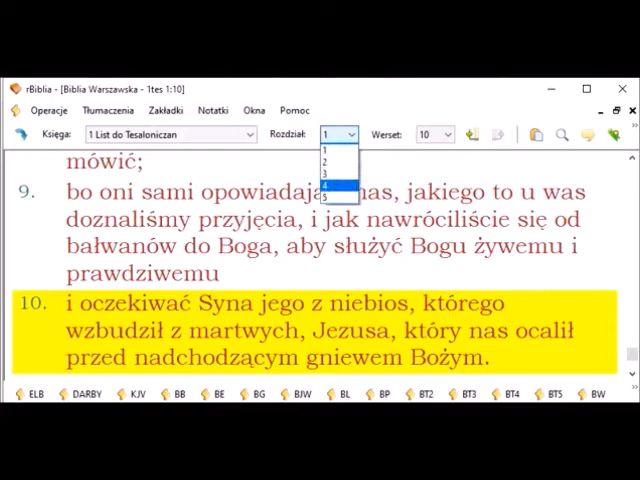 rBiblia - [Biblia Warszawska - 1tes 1:10]
Operacje Tłumaczenia Zakładki Notatki Okna Pomoc
Księga: 1 List do Tesaloniczan Rozdział: 1 Werset: 10
1
2
3
4
5
mówić;
9. bo oni sami opowiadają nas, jakiego to u was
doznaliśmy przyjęcia, i jak nawróciliście się od
bałwanów do Boga, aby służyć Bogu żywemu i
prawdziwemu
10. i oczekiwać Syna jego z niebios, którego
wzbudził z martwych, Jezusa, który nas ocalił
przed nadchodzącym gniewem Bożym.
ELB DARBY KJV BB BE BG BJW BL BP BT2 BT3 BT4 BT5 BW